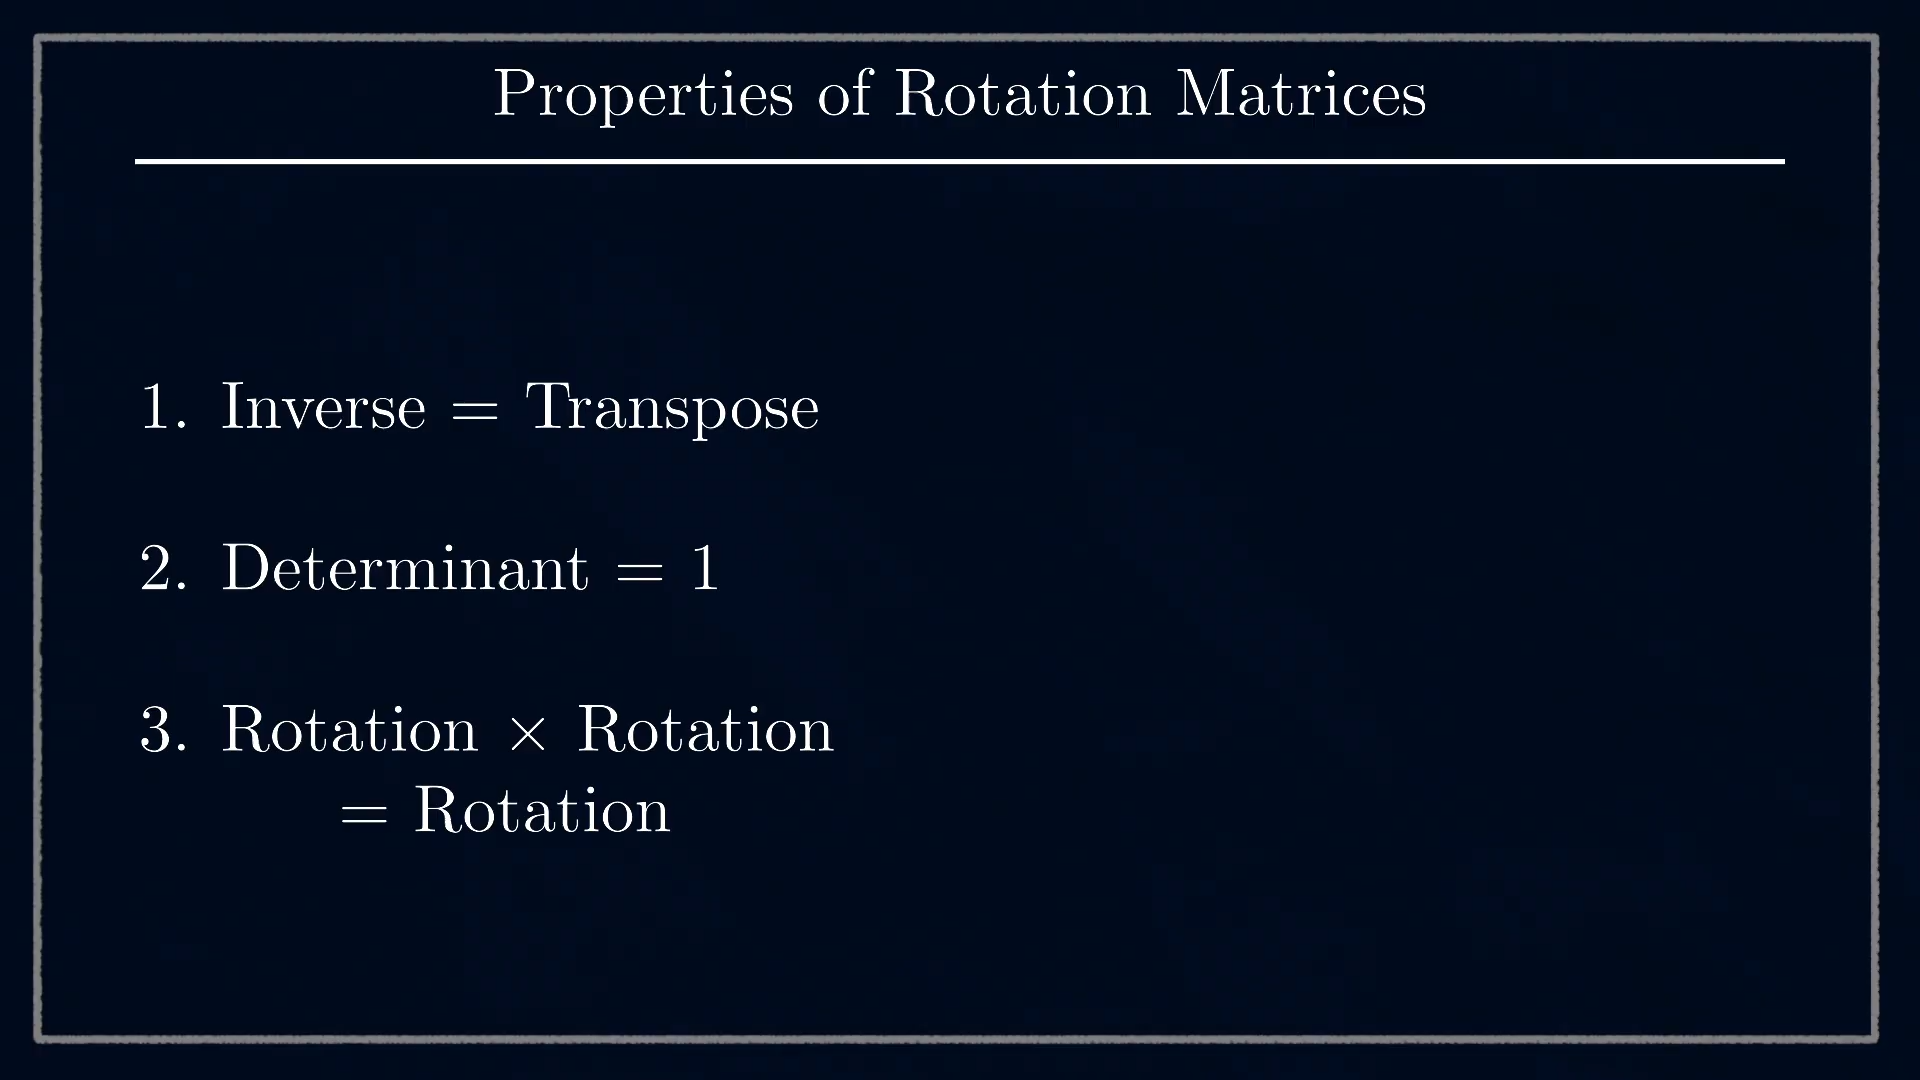 Properties of Rotation Matrices
1. Inverse = Transpose
2. Determinant = 1
3. Rotation × Rotation
= Rotation